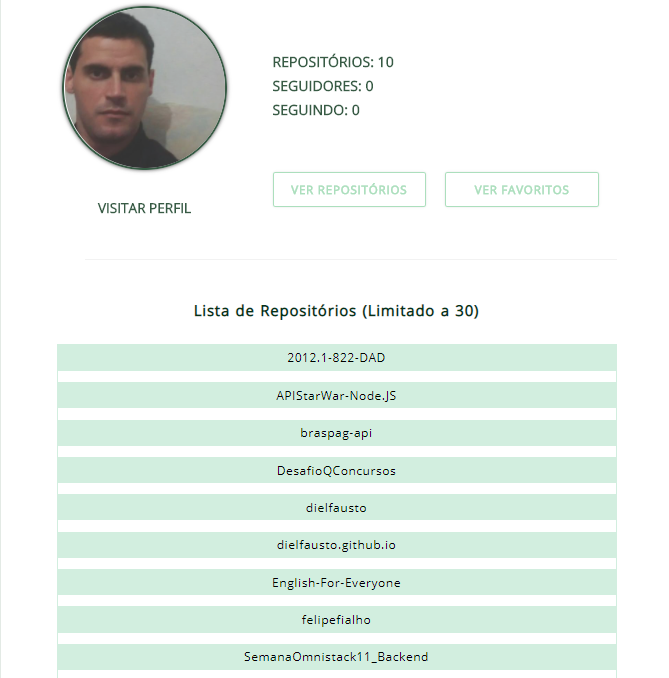 REPOSITÓRIOS: 10
SEGUIDORES: 0
SEGUINDO: 0
VER REPOSITÓRIOS
VER FAVORITOS
VISITAR PERFIL
Lista de Repositórios (Limitado a 30)
2012.1-822-DAD
APIStarWar-Node.JS
braspag-api
DesafioQConcursos
dielfausto
dielfausto.github.io
English-For-Everyone
felipefialho
SemanaOmnistack11_Backend